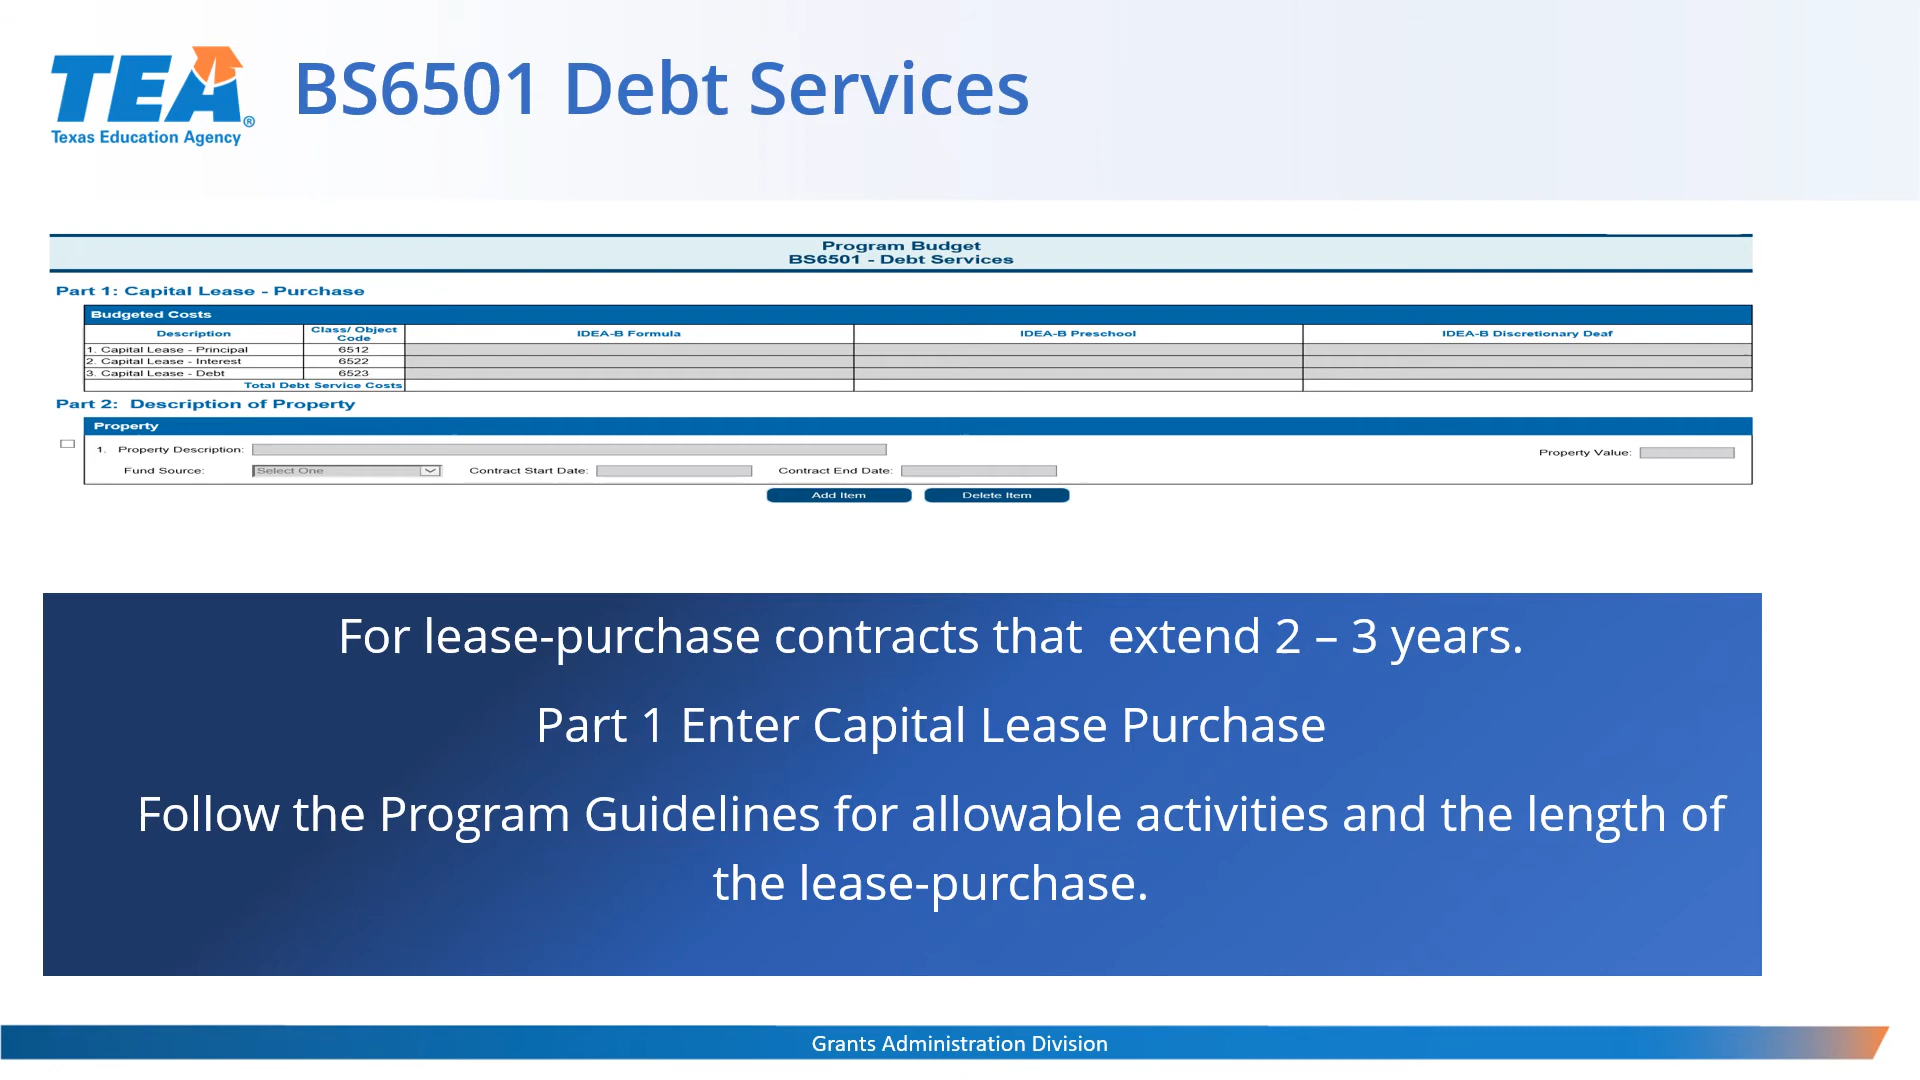 TEA®
Texas Education Agency
BS6501 Debt Services
Program Budget
BS6501 - Debt Services
Part 1: Capital Lease - Purchase
Budgeted Costs
Description Class/ Object Code IDEA-B Formula IDEA-B Preschool IDEA-B Discretionary Deaf
1. Capital Lease - Principal 6512
2. Capital Lease - Interest 6522
3. Capital Lease - Debt 6523
Total Debt Service Costs
Part 2: Description of Property
Property
1. Property Description: Property Value:
Fund Source: Select One Contract Start Date: Contract End Date:
Add Item Delete Item
For lease-purchase contracts that extend 2 – 3 years.
Part 1 Enter Capital Lease Purchase
Follow the Program Guidelines for allowable activities and the length of
the lease-purchase.
Grants Administration Division